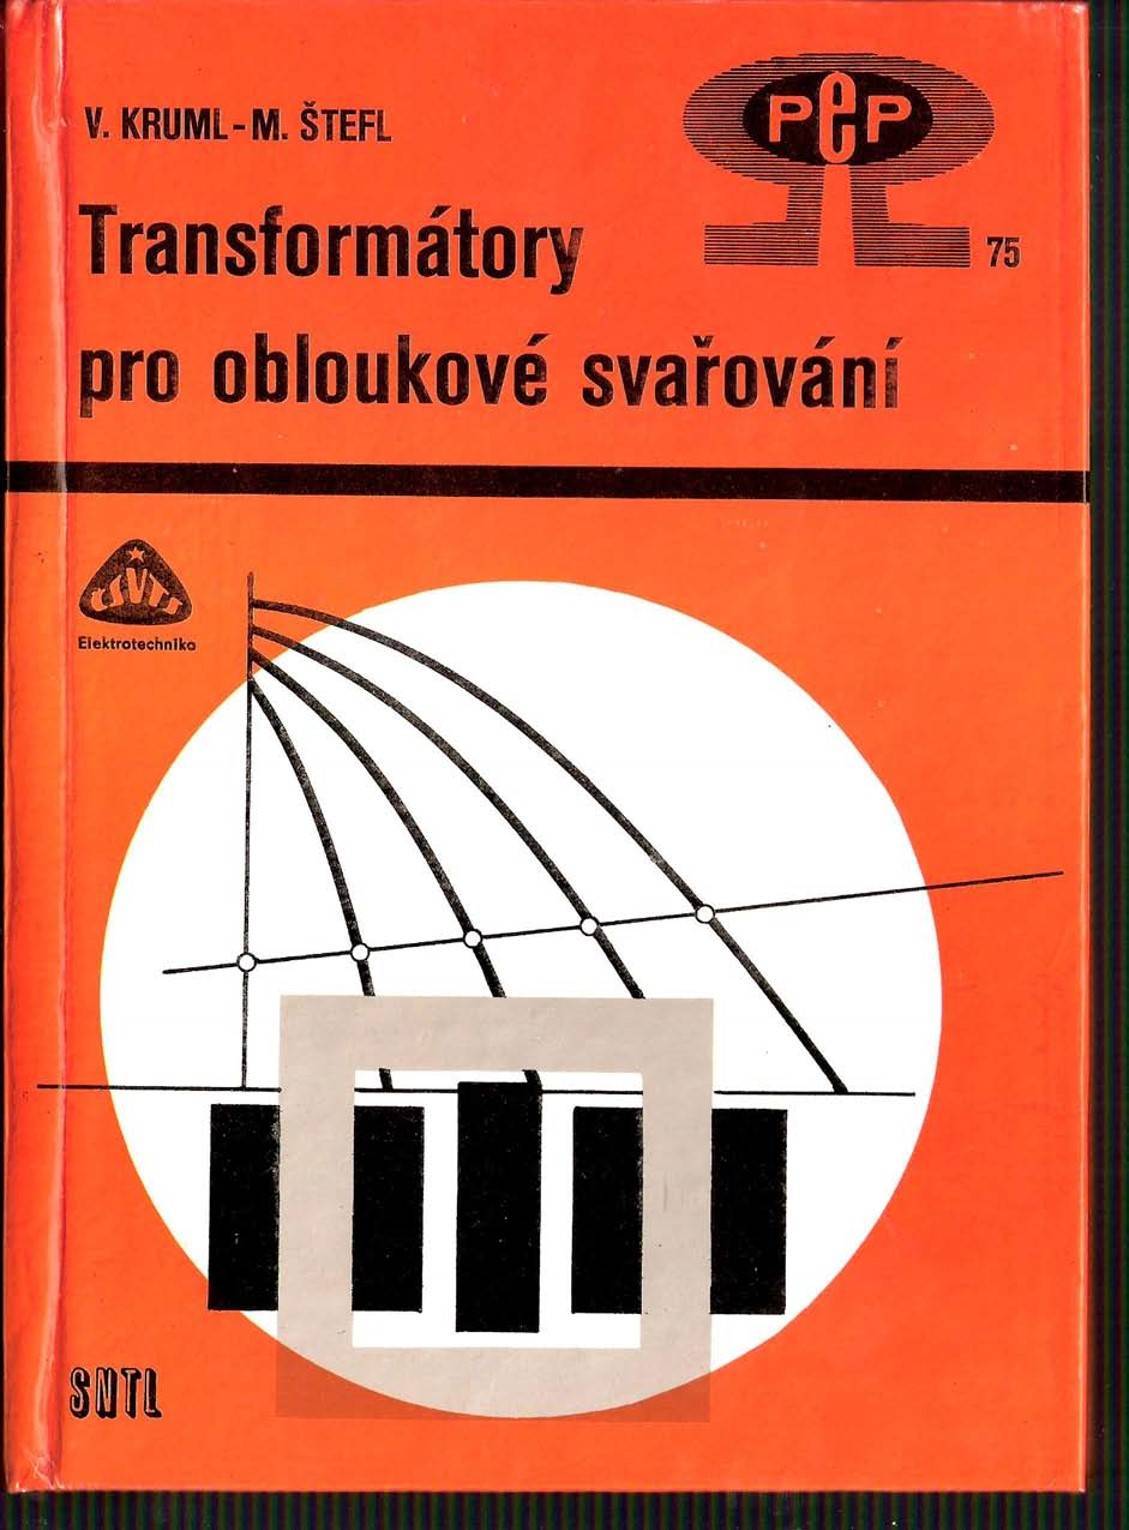 V. KRUML-M. ŠTEFL
PeP
75
Transformátory
pro obloukové svařování
ČSVTS
Elektrotechnika
SNTL